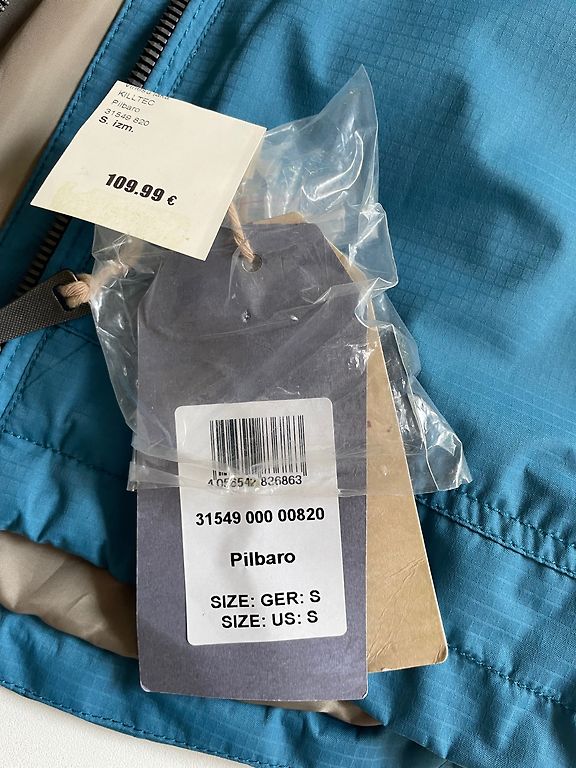 KILLTEC
Pilbaro
31549 820
S. izm.
109.99 €
4 056542 826863
31549 000 00820
Pilbaro
SIZE: GER: S
SIZE: US: S